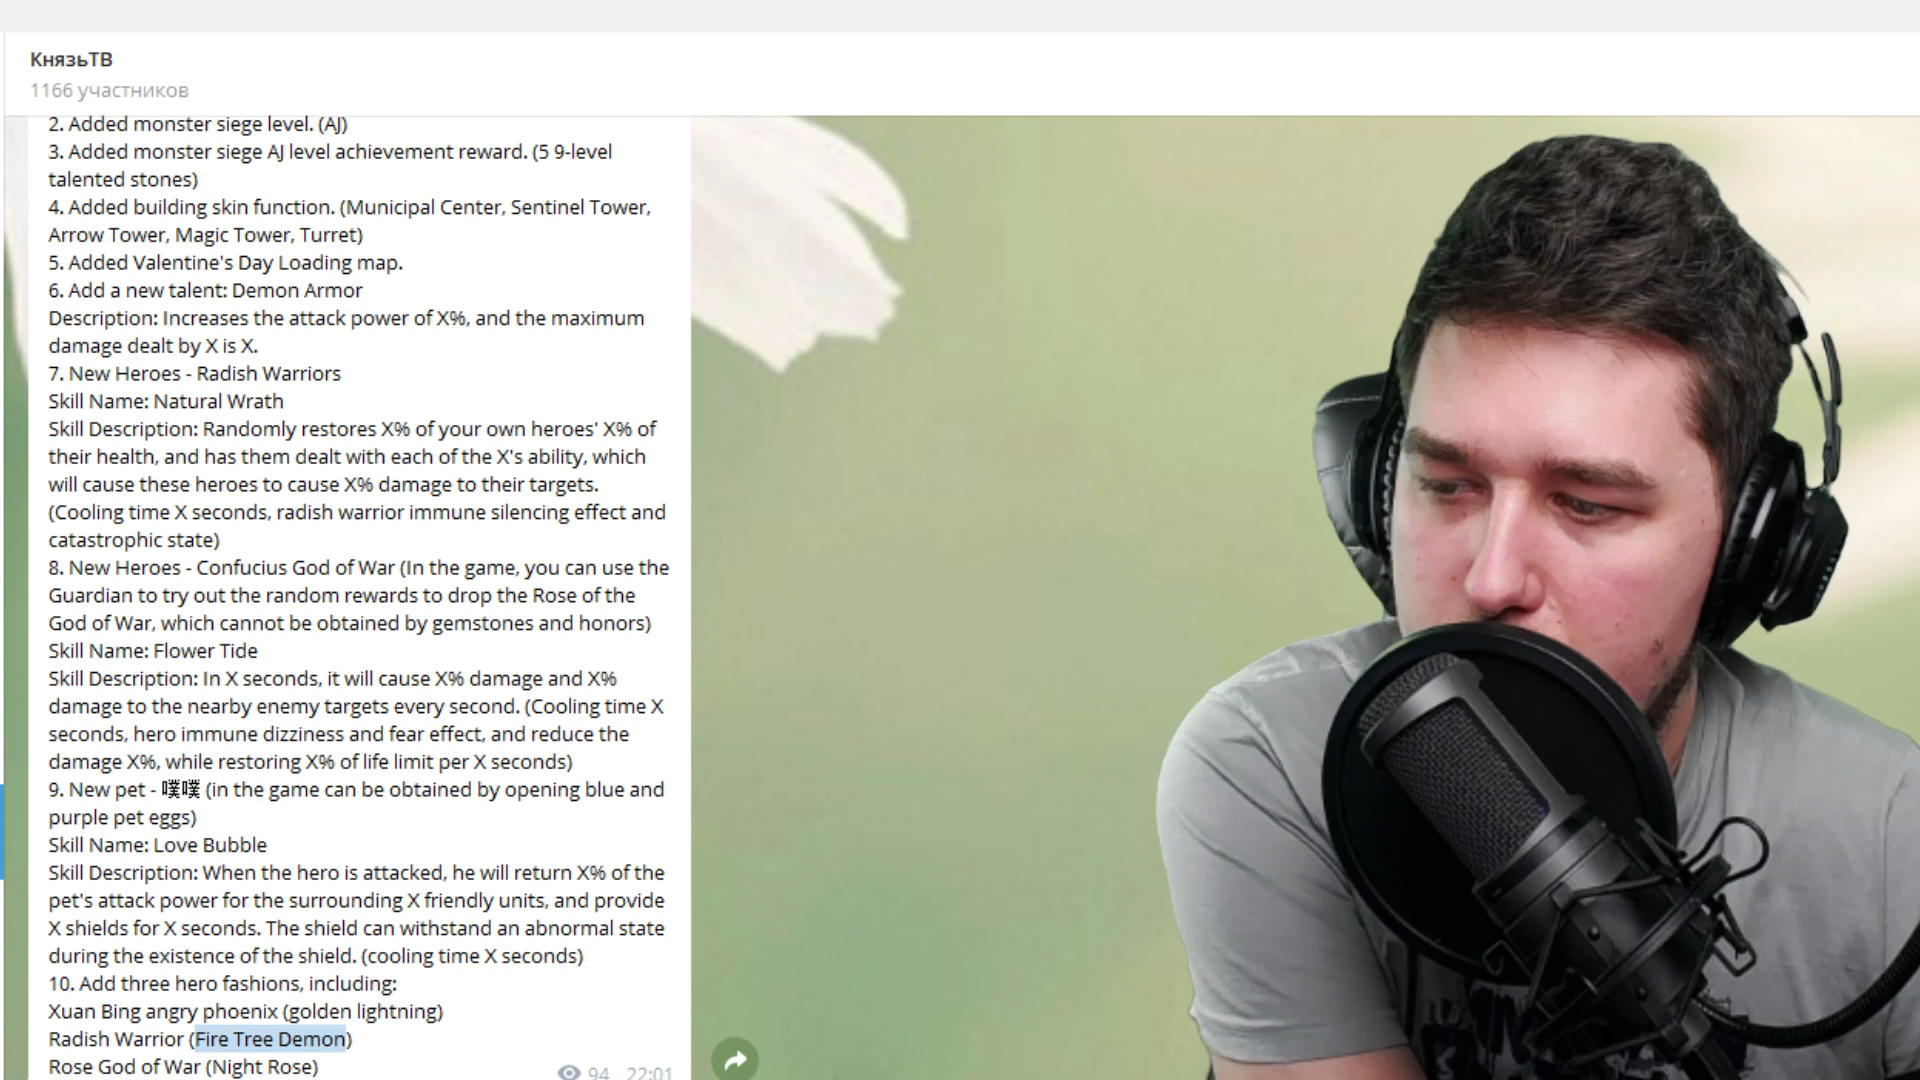 КнязьТВ
1166 участников
2. Added monster siege level. (AJ)
3. Added monster siege AJ level achievement reward. (5 9-level
talented stones)
4. Added building skin function. (Municipal Center, Sentinel Tower,
Arrow Tower, Magic Tower, Turret)
5. Added Valentine's Day Loading map.
6. Add a new talent: Demon Armor
Description: Increases the attack power of X%, and the maximum
damage dealt by X is X.
7. New Heroes - Radish Warriors
Skill Name: Natural Wrath
Skill Description: Randomly restores X% of your own heroes' X% of
their health, and has them dealt with each of the X's ability, which
will cause these heroes to cause X% damage to their targets.
(Cooling time X seconds, radish warrior immune silencing effect and
catastrophic state)
8. New Heroes - Confucius God of War (In the game, you can use the
Guardian to try out the random rewards to drop the Rose of the
God of War, which cannot be obtained by gemstones and honors)
Skill Name: Flower Tide
Skill Description: In X seconds, it will cause X% damage and X%
damage to the nearby enemy targets every second. (Cooling time X
seconds, hero immune dizziness and fear effect, and reduce the
damage X%, while restoring X% of life limit per X seconds)
9. New pet - 噗噗 (in the game can be obtained by opening blue and
purple pet eggs)
Skill Name: Love Bubble
Skill Description: When the hero is attacked, he will return X% of the
pet's attack power for the surrounding X friendly units, and provide
X shields for X seconds. The shield can withstand an abnormal state
during the existence of the shield. (cooling time X seconds)
10. Add three hero fashions, including:
Xuan Bing angry phoenix (golden lightning)
Radish Warrior (Fire Tree Demon)
Rose God of War (Night Rose)
94 22:01